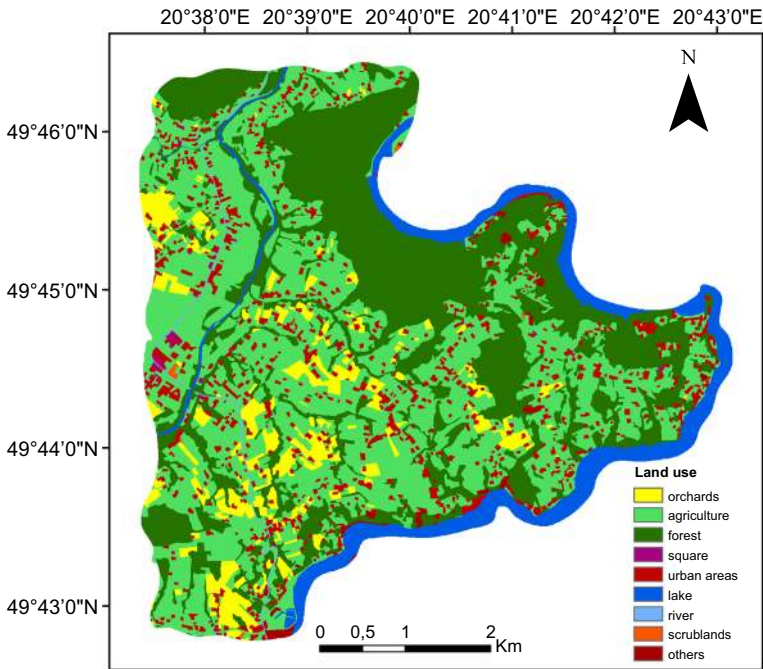 20°38'0"E 20°39'0"E 20°40'0"E 20°41'0"E 20°42'0"E 20°43'0"E
N
49°46'0"N
49°45'0"N
49°44'0"N
49°43'0"N
Land use
orchards
agriculture
forest
square
urban areas
lake
river
scrublands
others
0 0,5 1 2
Km